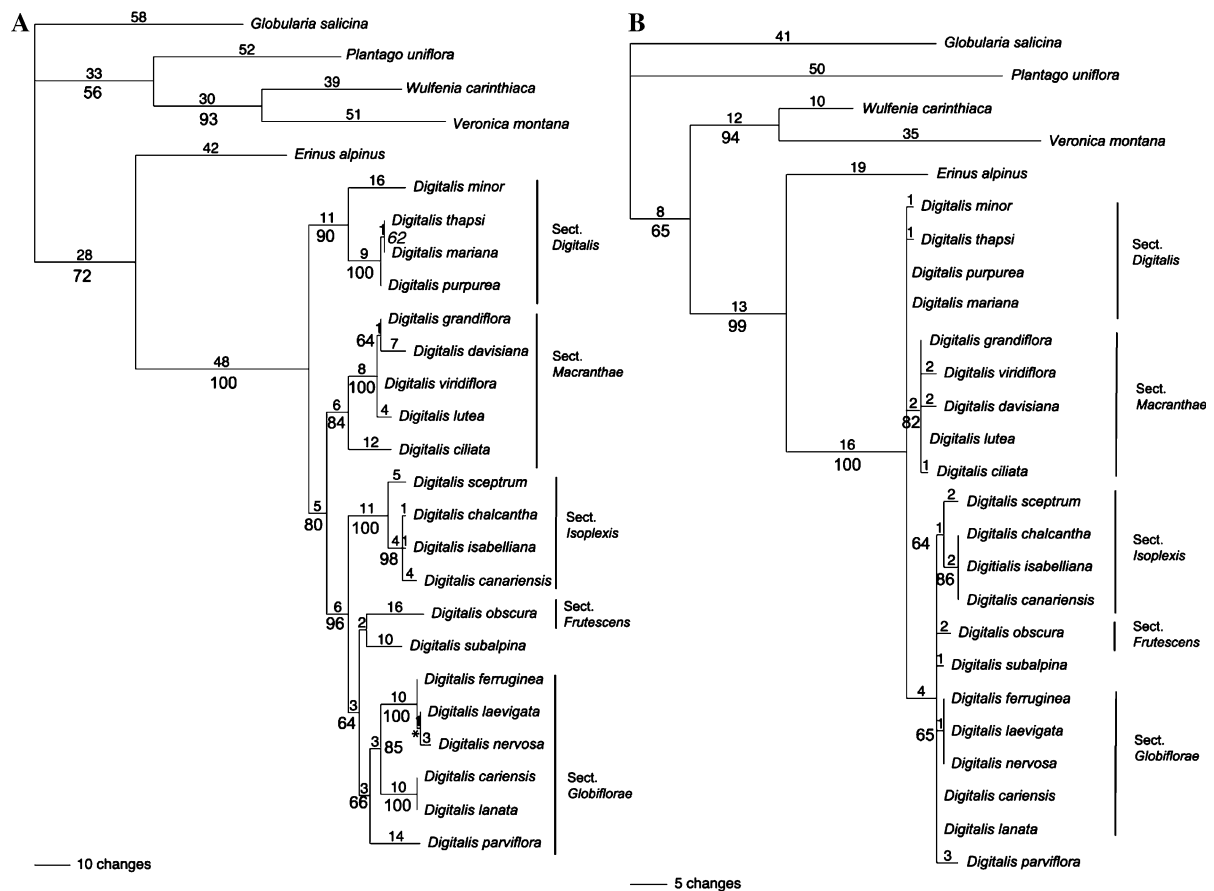 A
58
Globularia salicina
52
Plantago uniflora
33
56
39
Wulfenia carinthiaca
30
93
51
Veronica montana
42
Erinus alpinus
28
72
16
Digitalis minor
11
90
Digitalis thapsi
1
62
Digitalis mariana
9
100
Digitalis purpurea
Sect.
Digitalis
48
100
Digitalis grandiflora
1
64
7
Digitalis davisiana
8
100
Digitalis viridiflora
4
Digitalis lutea
6
84
12
Digitalis ciliata
Sect.
Macranthae
5
80
5
Digitalis sceptrum
11
100
1
Digitalis chalcantha
4
1
98
Digitalis isabelliana
4
Digitalis canariensis
Sect.
Isoplexis
6
96
16
Digitalis obscura
2
10
Digitalis subalpina
Sect.
Frutescens
3
64
Digitalis ferruginea
10
100
Digitalis laevigata
1
*
3
Digitalis nervosa
3
85
10
100
Digitalis cariensis
Digitalis lanata
3
66
14
Digitalis parviflora
Sect.
Globiflorae
10 changes
B
41
Globularia salicina
50
Plantago uniflora
10
Wulfenia carinthiaca
12
94
35
Veronica montana
8
65
19
Erinus alpinus
13
99
1
Digitalis minor
1
Digitalis thapsi
Digitalis purpurea
Digitalis mariana
Sect.
Digitalis
Digitalis grandiflora
2
Digitalis viridiflora
2
2
82
Digitalis davisiana
Digitalis lutea
1
Digitalis ciliata
Sect.
Macranthae
16
100
2
Digitalis sceptrum
1
64
Digitalis chalcantha
2
86
Digitialis isabelliana
Digitalis canariensis
Sect.
Isoplexis
2
Digitalis obscura
Sect.
Frutescens
1
Digitalis subalpina
4
65
Digitalis ferruginea
1
Digitalis laevigata
Digitalis nervosa
Digitalis cariensis
Digitalis lanata
Sect.
Globiflorae
3
Digitalis parviflora
5 changes